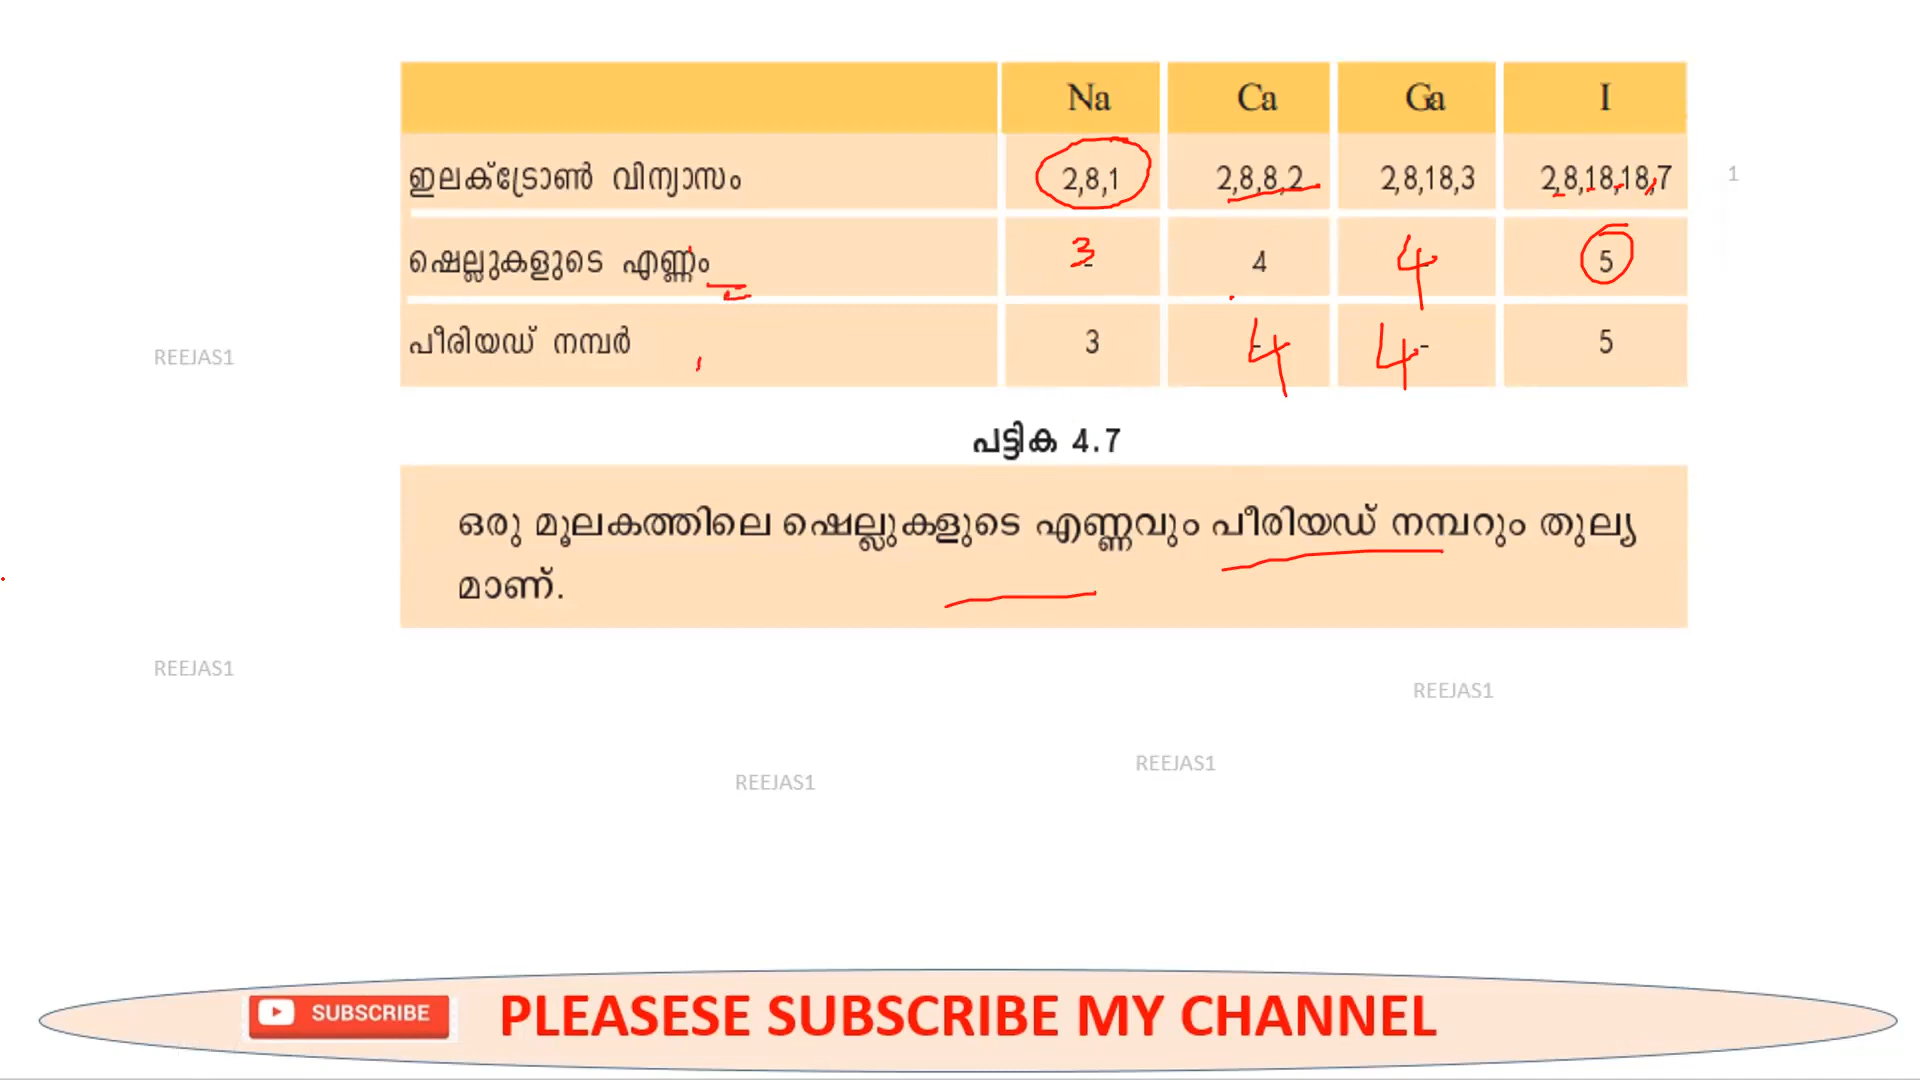 Na Ca Ga I
ഇലക്ട്രോൺ വിന്യാസം 2,8,1 2,8,8,2 2,8,18,3 2,8,18,18,7
1
ഷെല്ലുകളുടെ എണ്ണം 3 - 4 4 - 5
പീരിയഡ് നമ്പർ 3 - 4 4 - 5
REEJAS1
പട്ടിക 4.7
ഒരു മൂലകത്തിലെ ഷെല്ലുകളുടെ എണ്ണവും പീരിയഡ് നമ്പറും തുല്യ
മാണ്.
REEJAS1
REEJAS1
REEJAS1
REEJAS1
SUBSCRIBE PLEASESE SUBSCRIBE MY CHANNEL